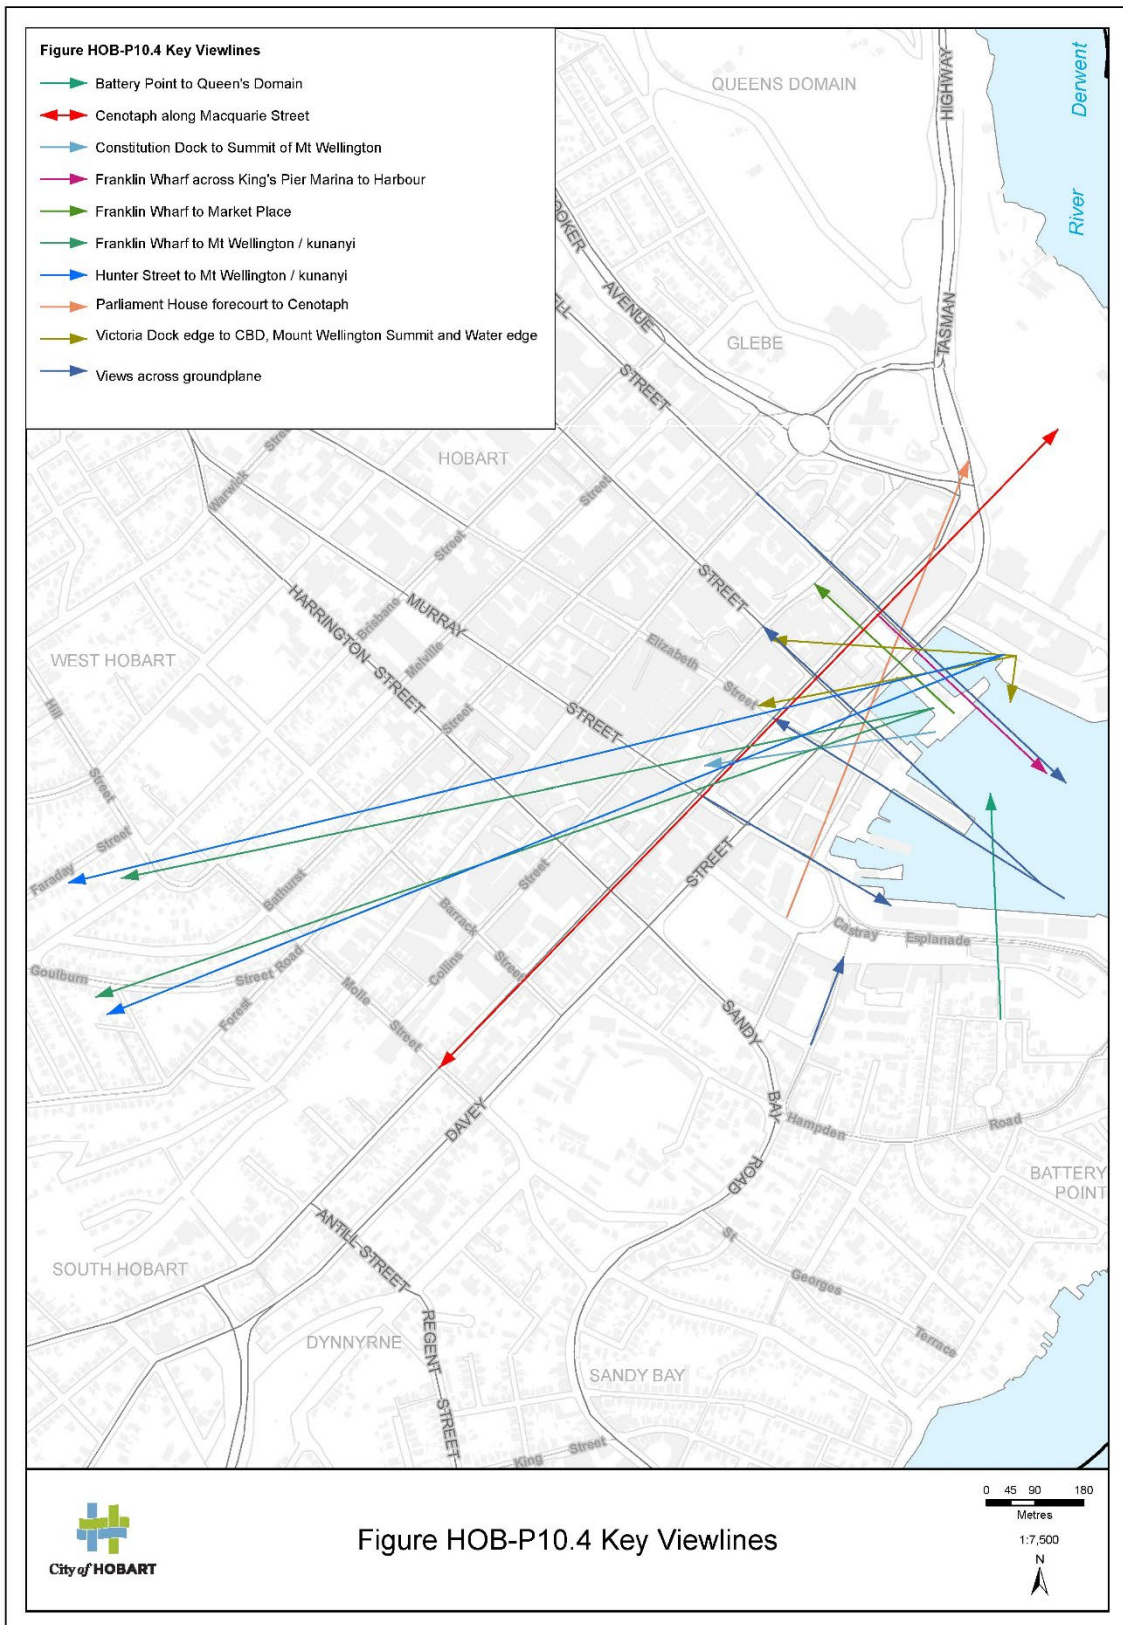 Figure HOB-P10.4 Key Viewlines
Battery Point to Queen's Domain
Cenotaph along Macquarie Street
Constitution Dock to Summit of Mt Wellington
Franklin Wharf across King's Pier Marina to Harbour
Franklin Wharf to Market Place
Franklin Wharf to Mt Wellington / kunanyi
Hunter Street to Mt Wellington / kunanyi
Parliament House forecourt to Cenotaph
Victoria Dock edge to CBD, Mount Wellington Summit and Water edge
Views across groundplane
QUEENS DOMAIN
HIGHWAY
Derwent
River
OOKER
AVENUE
ELL
STREET
GLEBE
TASMAN
HOBART
Warwick
Street
Street
Street
STREET
HARRINGTON
STREET
MURRAY
STREET
Brisbane
Melville
Street
Elizabeth
Street
WEST HOBART
Hill
Street
Faraday
Street
Bathurst
Street
Barrack
Street
Collins
Street
STREET
Goulburn
Street
Road
Forest
Molle
Street
Castray
Esplanade
SANDY
BAY
ROAD
Hampden
Road
DAVEY
BATTERY
POINT
ANTILL STREET
St
Georges
Terrace
SOUTH HOBART
DYNNYRNE
REGENT
STREET
SANDY BAY
King
Street
City of HOBART
Figure HOB-P10.4 Key Viewlines
0 45 90 180
Metres
1:7,500
N